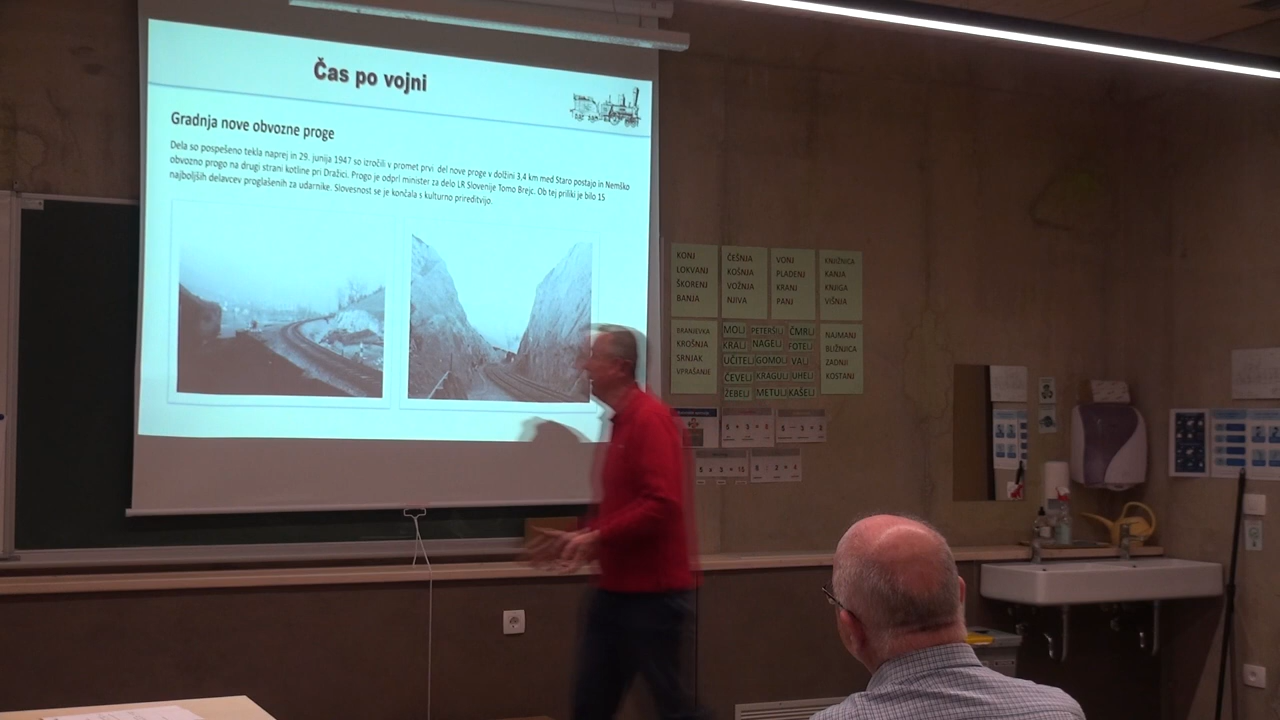 Čas po vojni
Gradnja nove obvozne proge
Dela so pospešeno tekla naprej in 29. junija 1947 so izročili v promet prvi del nove proge v dolžini 3,4 km med Staro postajo in Nemško
obvozno progo na drugi strani kotline pri Dražici. Progo je odprl minister za delo LR Slovenije Tomo Brejc. Ob tej priliki je bilo 15
najboljših delavcev proglašenih za udarnike. Slovesnost se je končala s kulturno prireditvijo.
KONJ
LOKVANJ
ŠKORENJ
BANJA
ČEŠNJA
KOŠNJA
VOŽNJA
NJIVA
VONJ
PLADENJ
KRANJ
PANJ
KNJIŽNICA
KANJA
KNJIGA
VIŠNJA
BRANJEVKA
KROŠNJA
SRNJAK
VPRAŠANJE
MOLJ PETERŠILJ ČMRLJ
KRALJ NAGELJ FOTELJ
UČITELJ GOMOLJ VALJ
ČEVELJ KRAGULJ UHELJ
ŽEBELJ METULJ KAŠELJ
NAJMANJ
BLIŽNJICA
ZADNJI
KOSTANJ